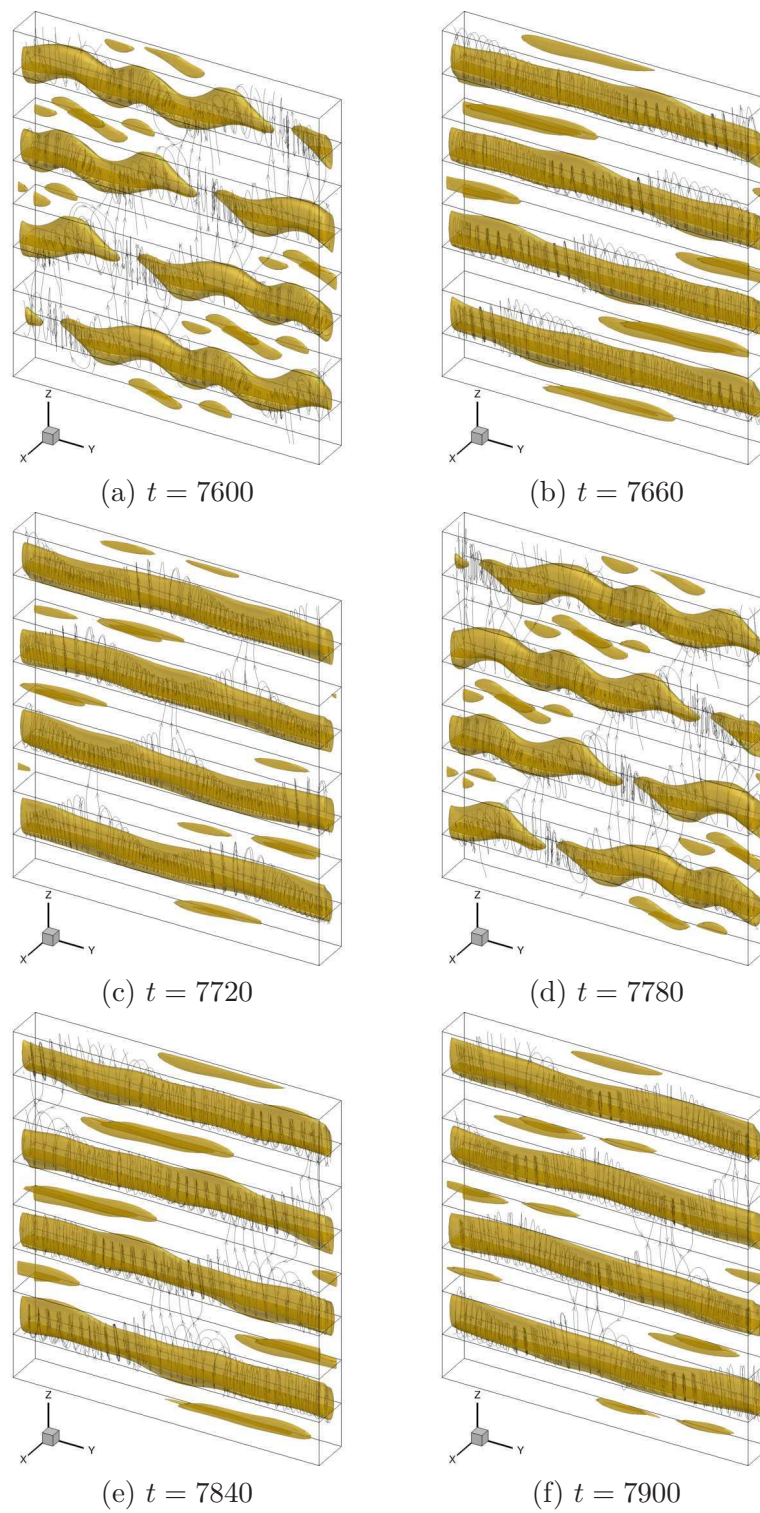 Z
X
Y
Z
X
Y
(a) t = 7600
(b) t = 7660
Z
X
Y
Z
X
Y
(c) t = 7720
(d) t = 7780
Z
X
Y
Z
X
Y
(e) t = 7840
(f) t = 7900